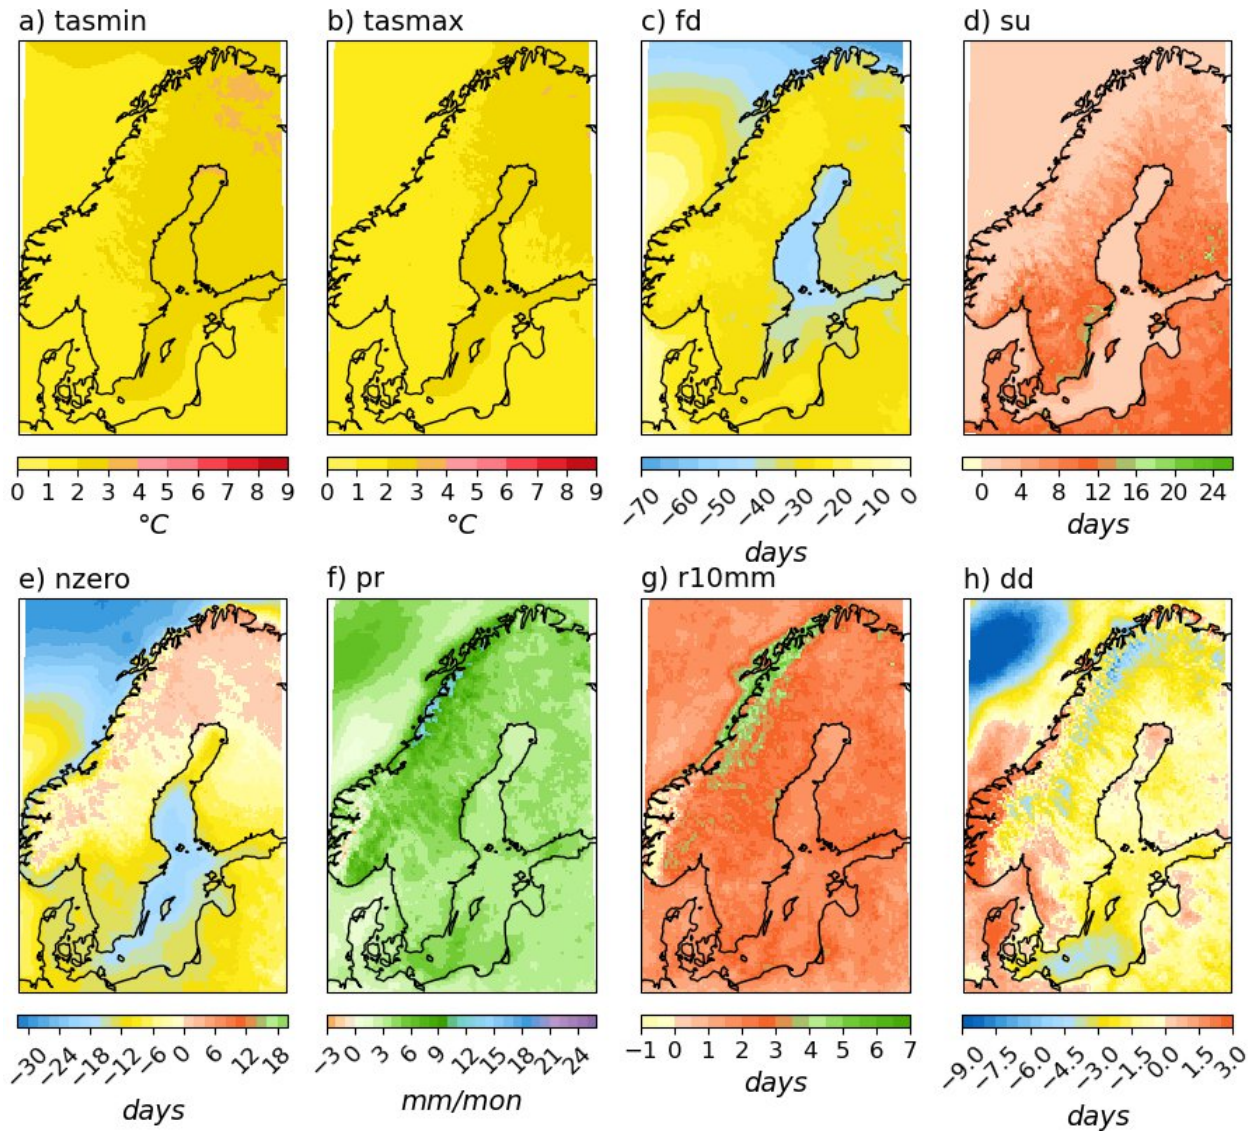 a) tasmin b) tasmax c) fd d) su
0 1 2 3 4 5 6 7 8 9 0 1 2 3 4 5 6 7 8 9 −70 −60 −50 −40 −30 −20 −10 0 0 4 8 12 16 20 24
°C °C days days
e) nzero f) pr g) r10mm h) dd
−30 −24 −18 −12 −6 0 6 12 18 −3 0 3 6 9 12 15 18 21 24 −1 0 1 2 3 4 5 6 7 −9.0 −7.5 −6.0 −4.5 −3.0 −1.5 0.0 1.5 3.0
days mm/mon days days